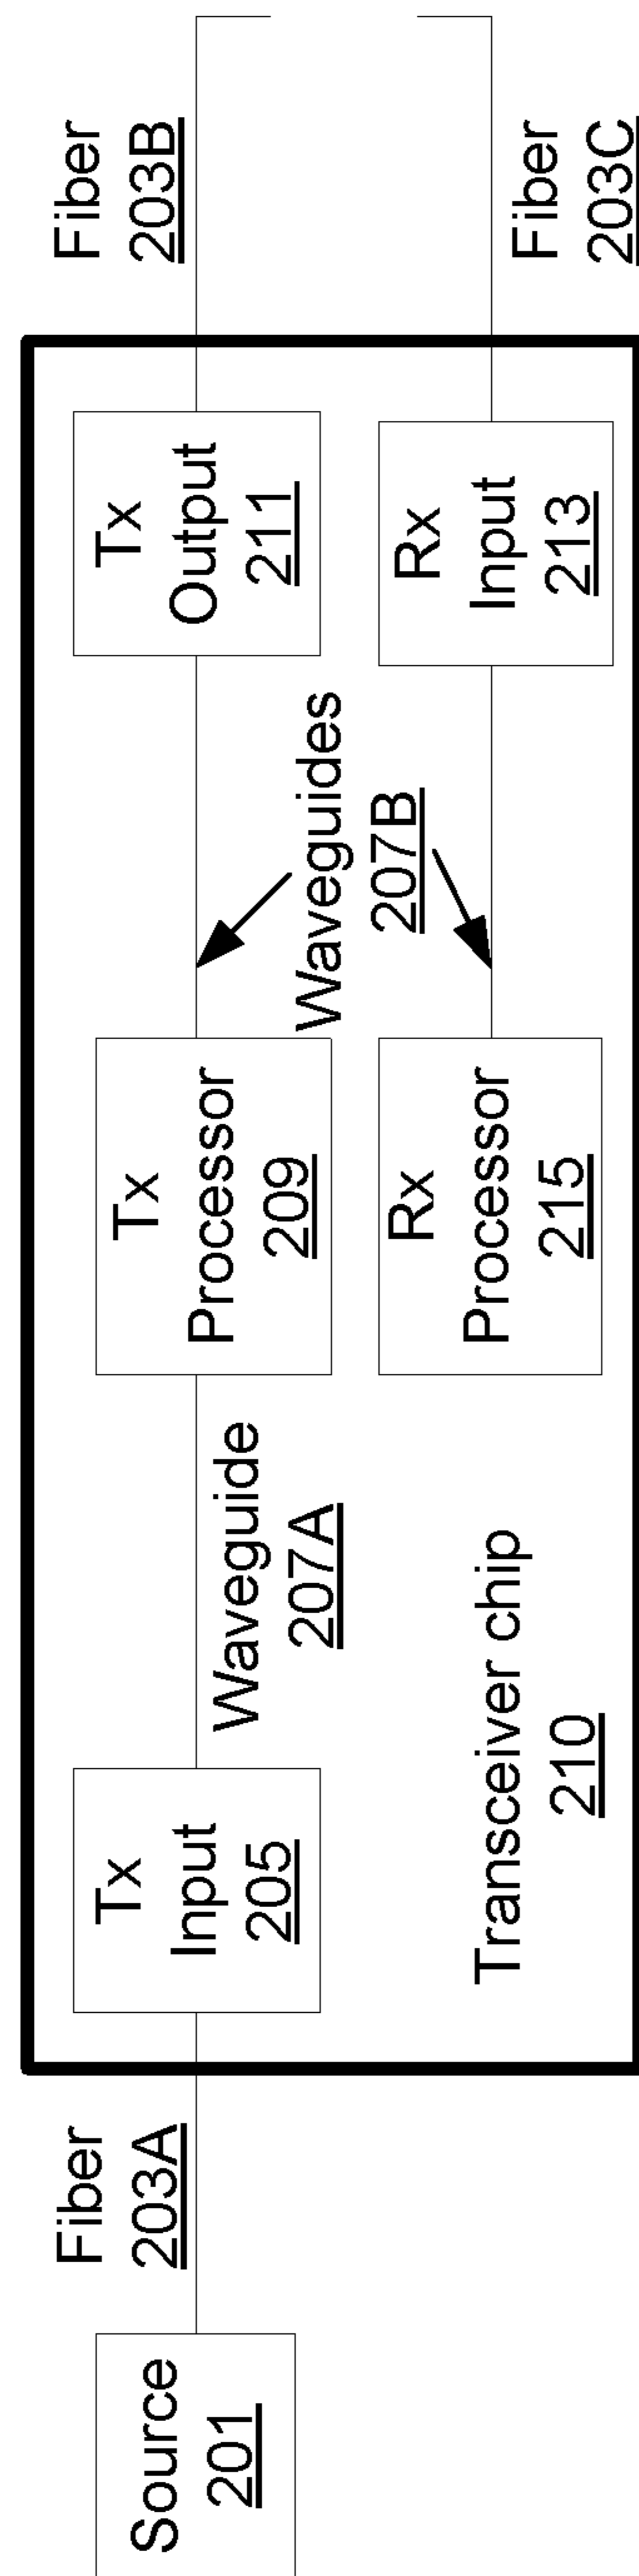 Source
201
Fiber
203A
Tx
Input
205
Waveguide
207A
Tx
Processor
209
Waveguides
207B
Tx
Output
211
Fiber
203B
Transceiver chip
210
Rx
Processor
215
Rx
Input
213
Fiber
203C